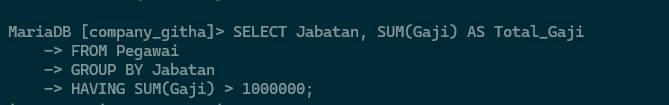 MariaDB [company_githa]> SELECT Jabatan, SUM(Gaji) AS Total_Gaji
    -> FROM Pegawai
    -> GROUP BY Jabatan
    -> HAVING SUM(Gaji) > 1000000;